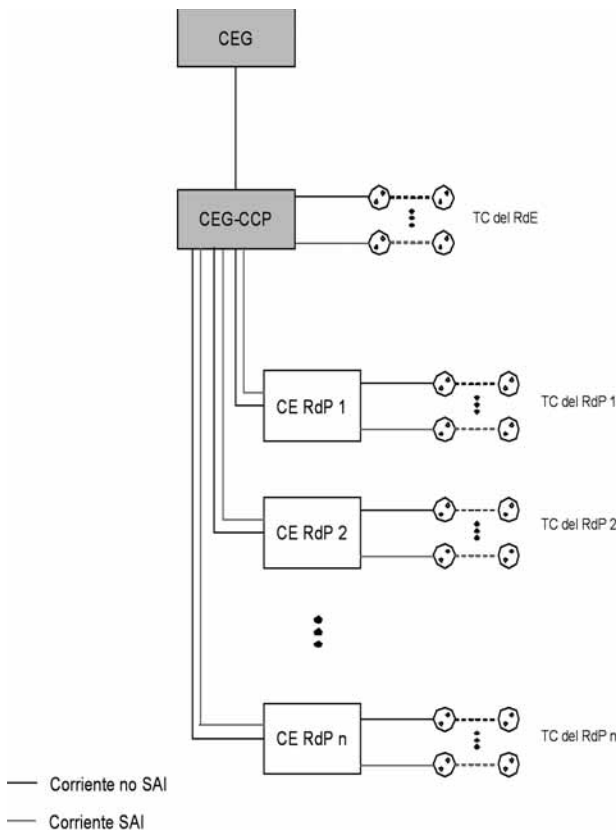 CEG
CEG-CCP
TC del RdE
CE RdP 1
TC del RdP 1
CE RdP 2
TC del RdP 2
CE RdP n
TC del RdP n
Corriente no SAI
Corriente SAI